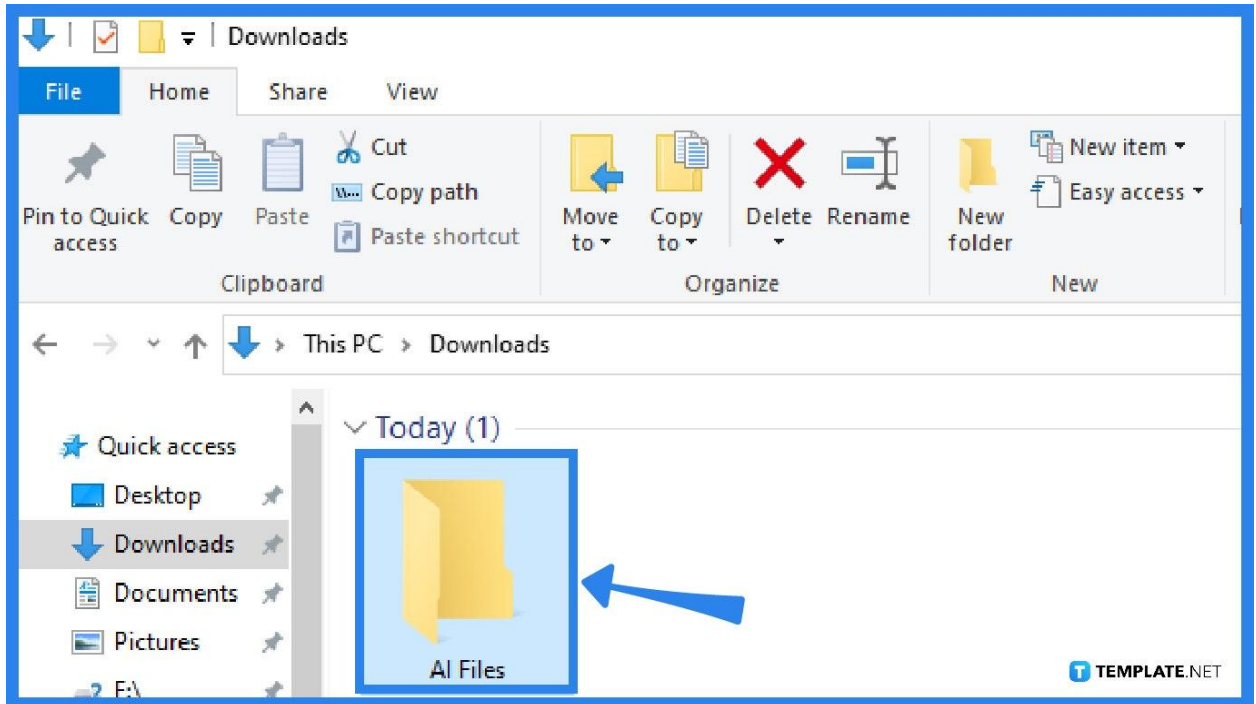 Downloads
File Home Share View
Pin to Quick access
Copy
Paste
Cut
Copy path
Paste shortcut
Clipboard
Move to
Copy to
Delete
Rename
Organize
New folder
New item
Easy access
New
This PC > Downloads
Quick access
Desktop
Downloads
Documents
Pictures
Today (1)
AI Files
T TEMPLATE.NET